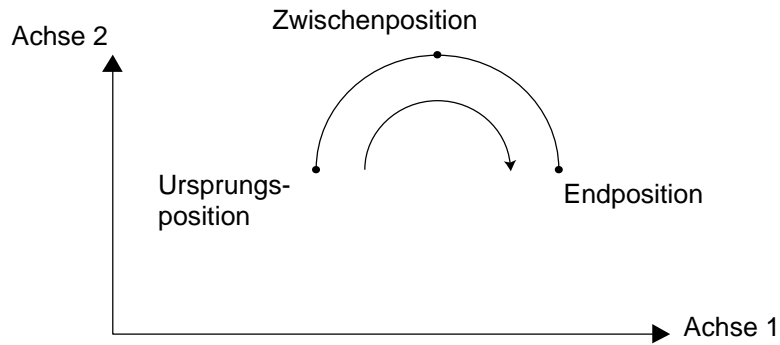 Zwischenposition
Achse 2
Ursprungs-
position
Endposition
Achse 1